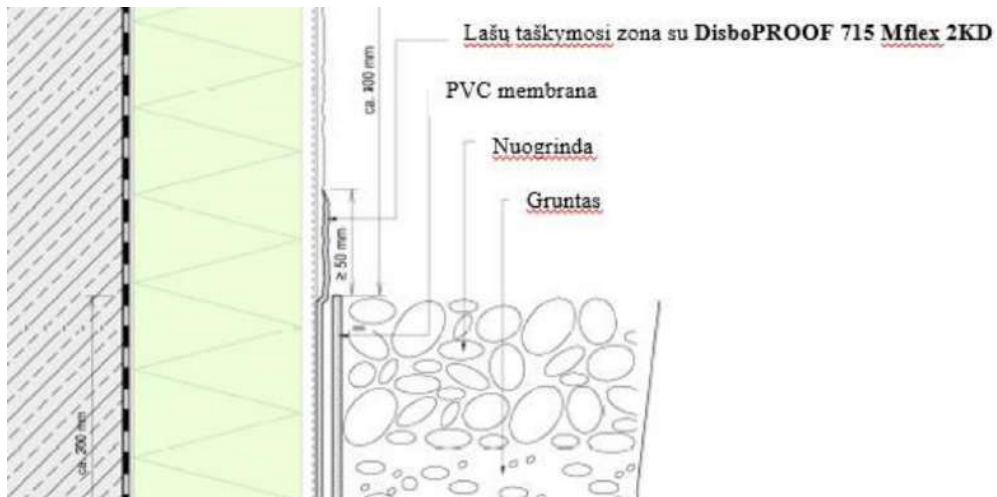 Lašų taškymosi zona su DisboPROOF 715 Mflex 2KD
PVC membrana
Nuogrinda
Gruntas
ca. 300 mm
≥ 50 mm
ca. 200 mm